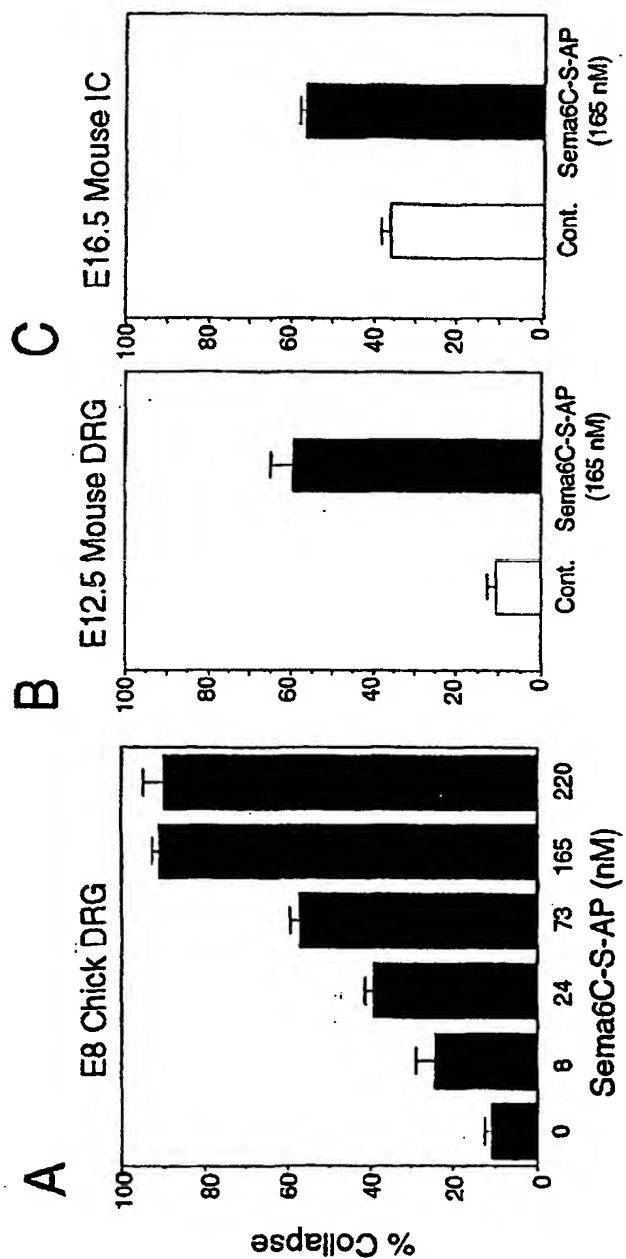 A
E8 Chick DRG
% Collapse
100
80
60
40
20
0
0 8 24 73 165 220
Sema6C-S-AP (nM)
B
E12.5 Mouse DRG
100
80
60
40
20
0
Cont. Sema6C-S-AP
(165 nM)
C
E16.5 Mouse IC
100
80
60
40
20
0
Cont. Sema6C-S-AP
(165 nM)